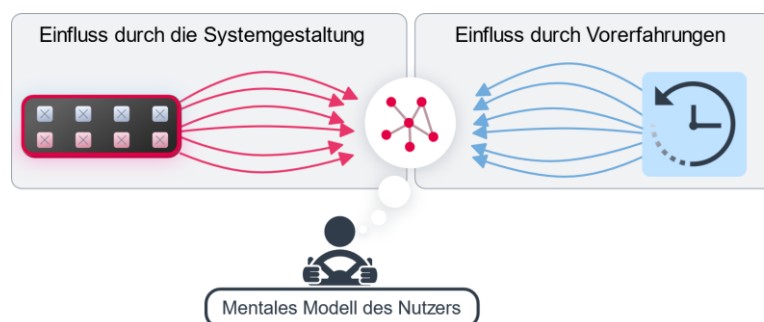 Einfluss durch die Systemgestaltung
Einfluss durch Vorerfahrungen
Mentales Modell des Nutzers